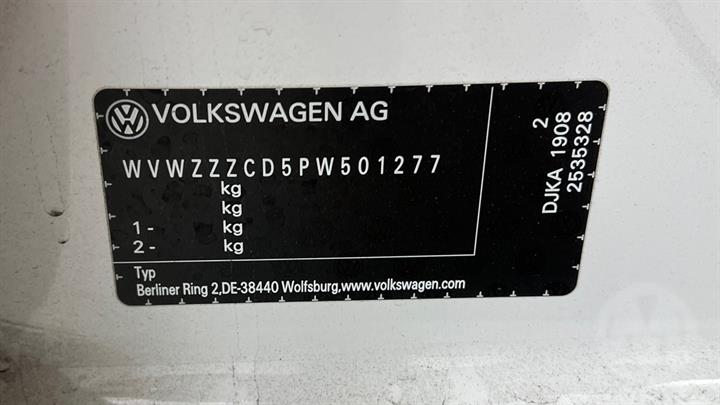 VOLKSWAGEN AG
WVWZZZCD5PW501277
kg
kg
1 - kg
2 - kg
Typ
Berliner Ring 2,DE-38440 Wolfsburg,www.volkswagen.com
2
DJKA 1908
2535328